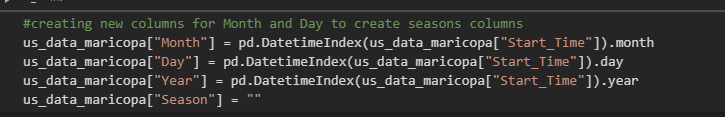 #creating new columns for Month and Day to create seasons columns
us_data_maricopa["Month"] = pd.DatetimeIndex(us_data_maricopa["Start_Time"]).month
us_data_maricopa["Day"] = pd.DatetimeIndex(us_data_maricopa["Start_Time"]).day
us_data_maricopa["Year"] = pd.DatetimeIndex(us_data_maricopa["Start_Time"]).year
us_data_maricopa["Season"] = ""